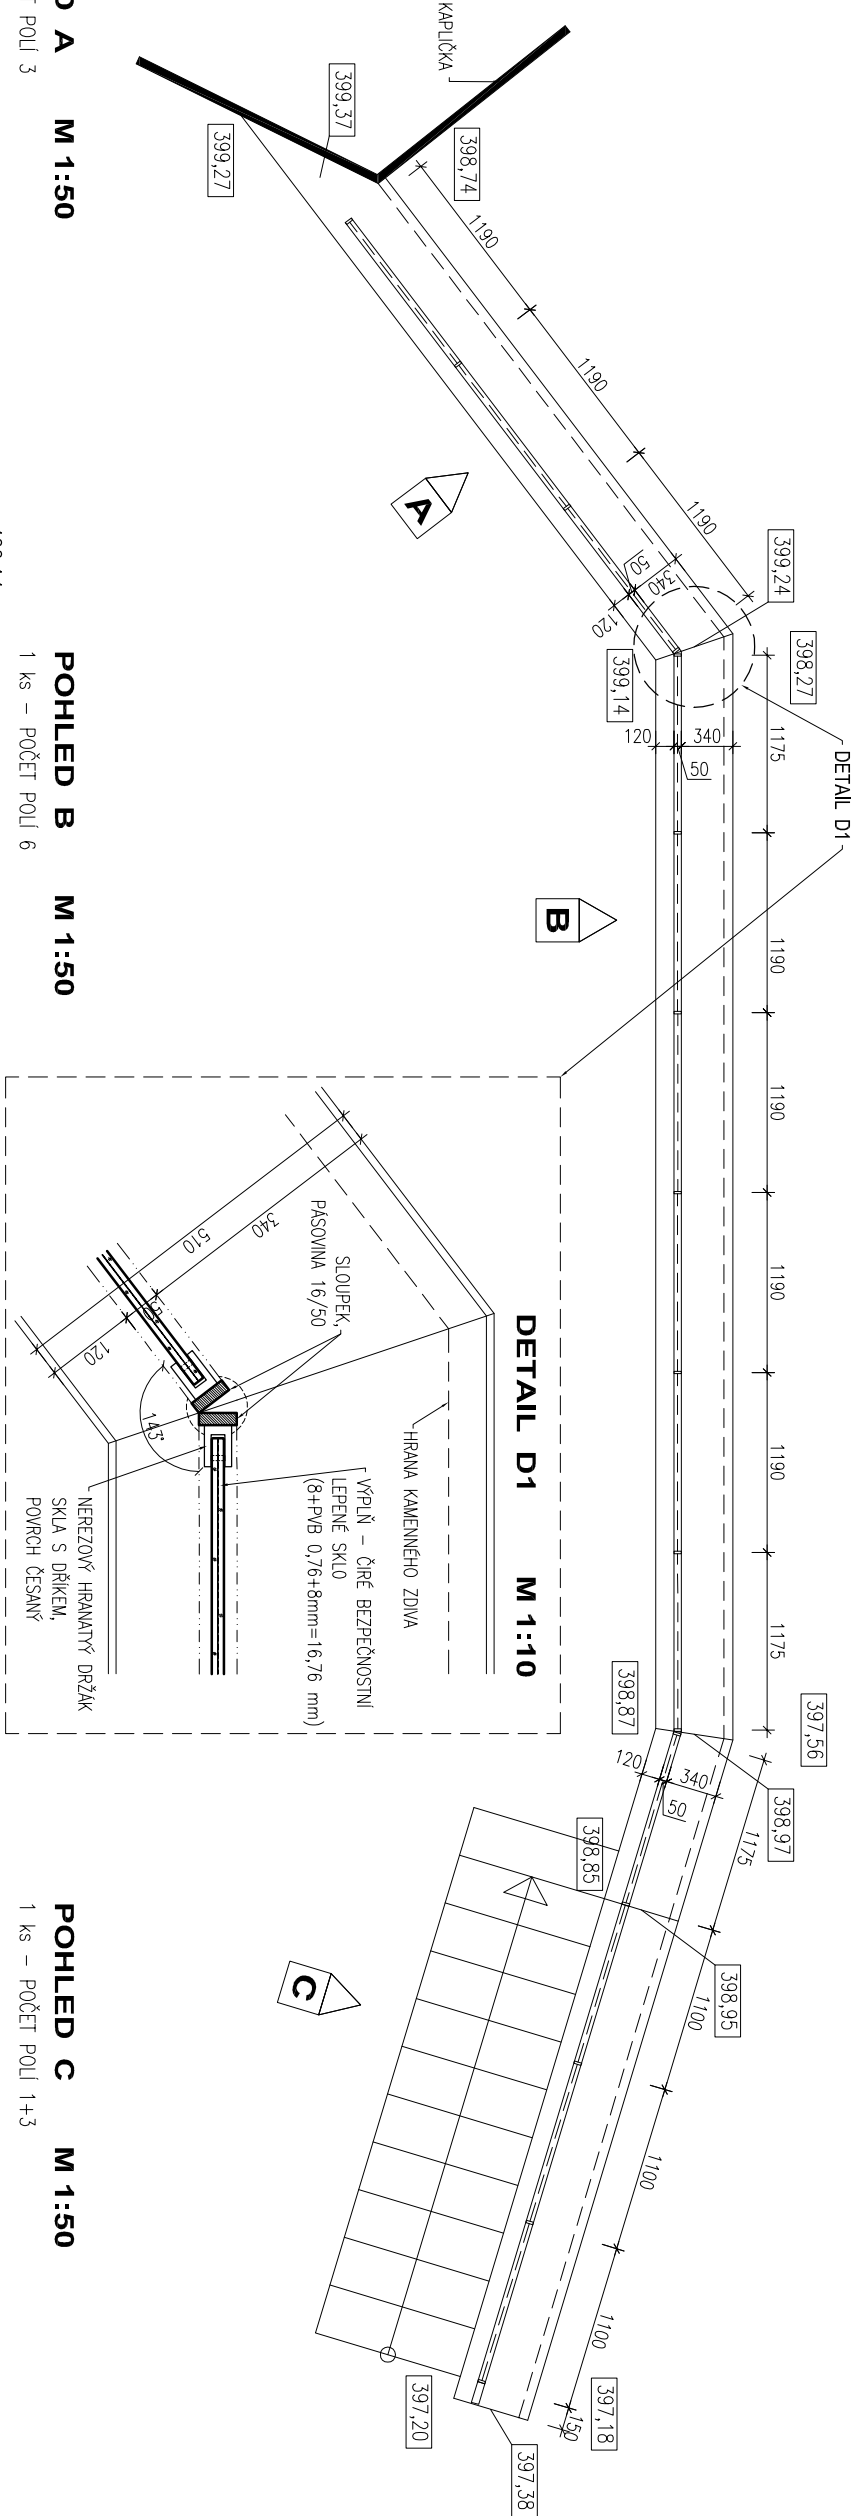 KAPLIČKA
399,37
399,27
398,74
1190
1190
1190
A
50
340
120
399,24
398,27
399,14
DETAIL D1
120
340
50
1175
1190
1190
1190
1190
1175
B
397,56
398,87
398,97
120
340
50
398,85
398,95
1175
1100
1100
1100
150
C
397,18
397,20
397,38
DETAIL D1 M 1:10
HRANA KAMENNÉHO ZDIVA
SLOUPEK,
PÁSOVINA 16/50
VÝPLŇ – ČIRÉ BEZPEČNOSTNÍ
LEPENÉ SKLO
(8+PVB 0,76+8mm=16,76 mm)
NEREZOVÝ HRANATÝ DRŽÁK
SKLA S DŘÍKEM,
POVRCH ČESANÝ
510
340
50
120
143°
A M 1:50
POLÍ 3
POHLED B M 1:50
1 ks – POČET POLÍ 6
POHLED C M 1:50
1 ks – POČET POLÍ 1+3